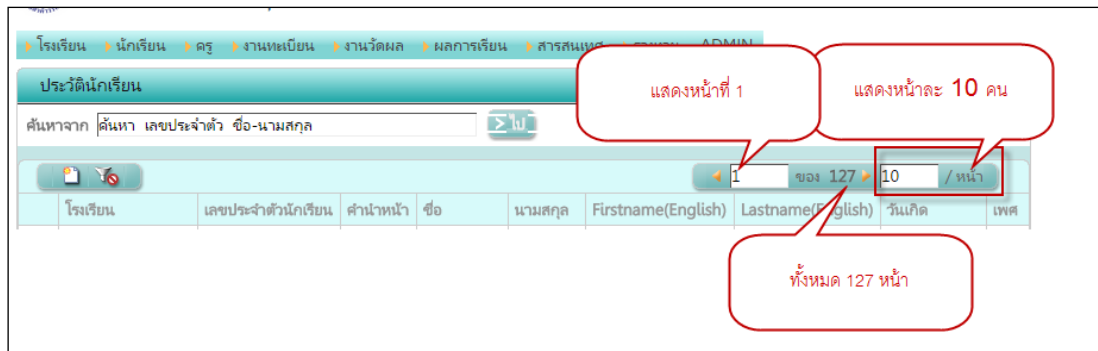 โรงเรียน นักเรียน ครู งานทะเบียน งานวัดผล ผลการเรียน สารสนเทศ ADMIN
ประวัตินักเรียน
แสดงหน้าที่ 1
แสดงหน้าละ 10 คน
ค้นหาจาก ค้นหา เลขประจำตัว ชื่อ-นามสกุล ไป
1 ของ 127 10 / หน้า
โรงเรียน เลขประจำตัวนักเรียน คำนำหน้า ชื่อ นามสกุล Firstname(English) Lastname(English) วันเกิด เพศ
ทั้งหมด 127 หน้า